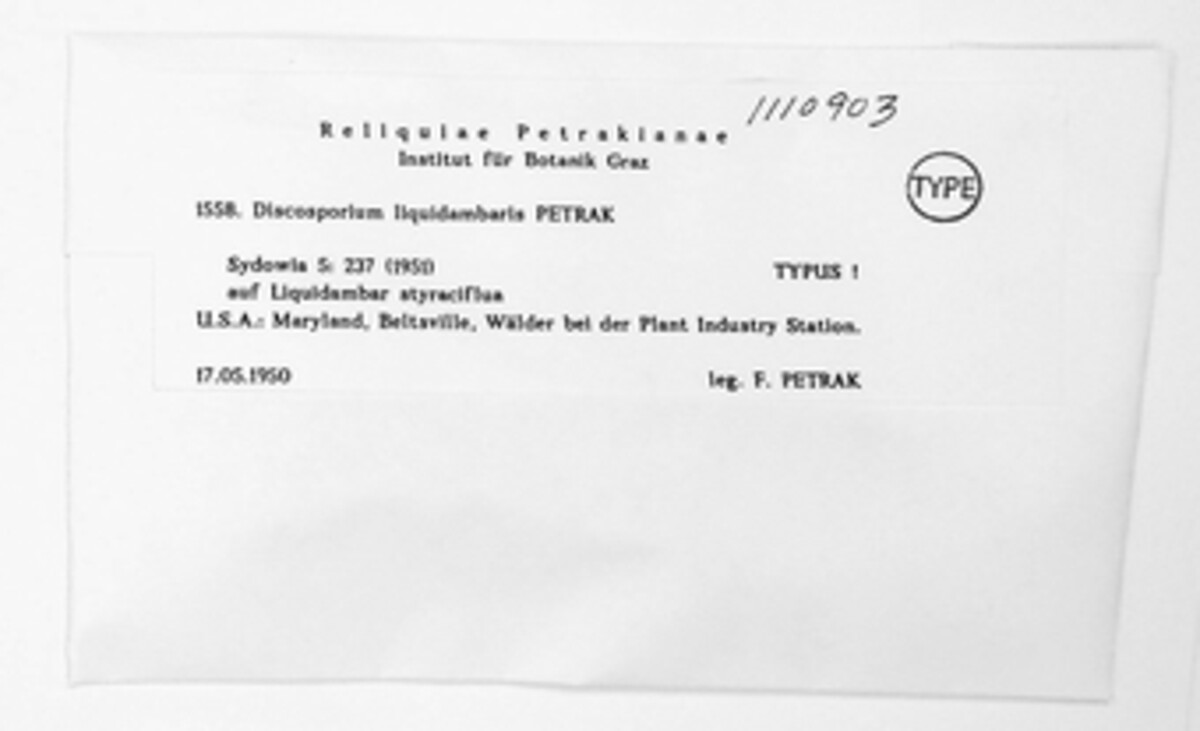 1110903
Reliquiae Petrakianae
Institut für Botanik Graz
TYPE
1558. Discosporium liquidambaris PETRAK
Sydowia 5: 237 (1951) TYPUS !
auf Liquidambar styraciflua
U.S.A.: Maryland, Beltsville, Wälder bei der Plant Industry Station.
17.05.1950 leg. F. PETRAK